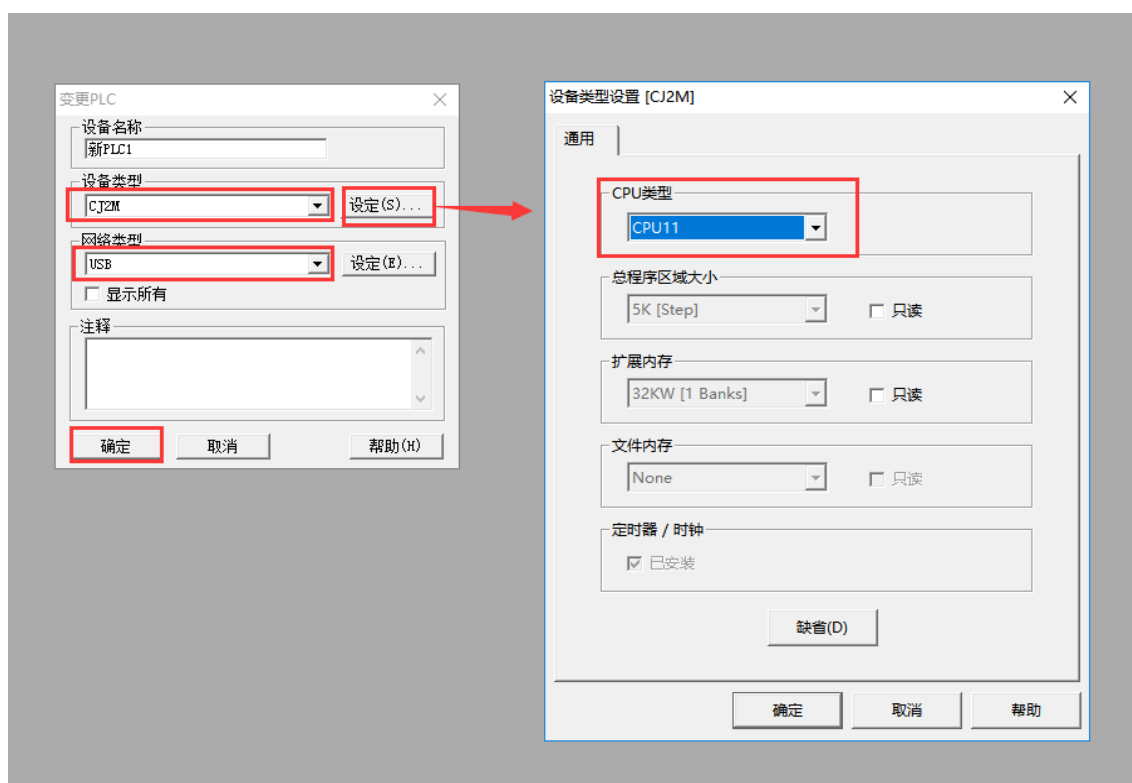 变更PLC
设备名称
新PLC1
设备类型
CJ2M
设定(S)...
网络类型
USB
设定(E)...
显示所有
注释
确定
取消
帮助(H)
设备类型设置 [CJ2M]
通用
CPU类型
CPU11
总程序区域大小
5K [Step]
只读
扩展内存
32KW [1 Banks]
只读
文件内存
None
只读
定时器 / 时钟
已安装
缺省(D)
确定
取消
帮助